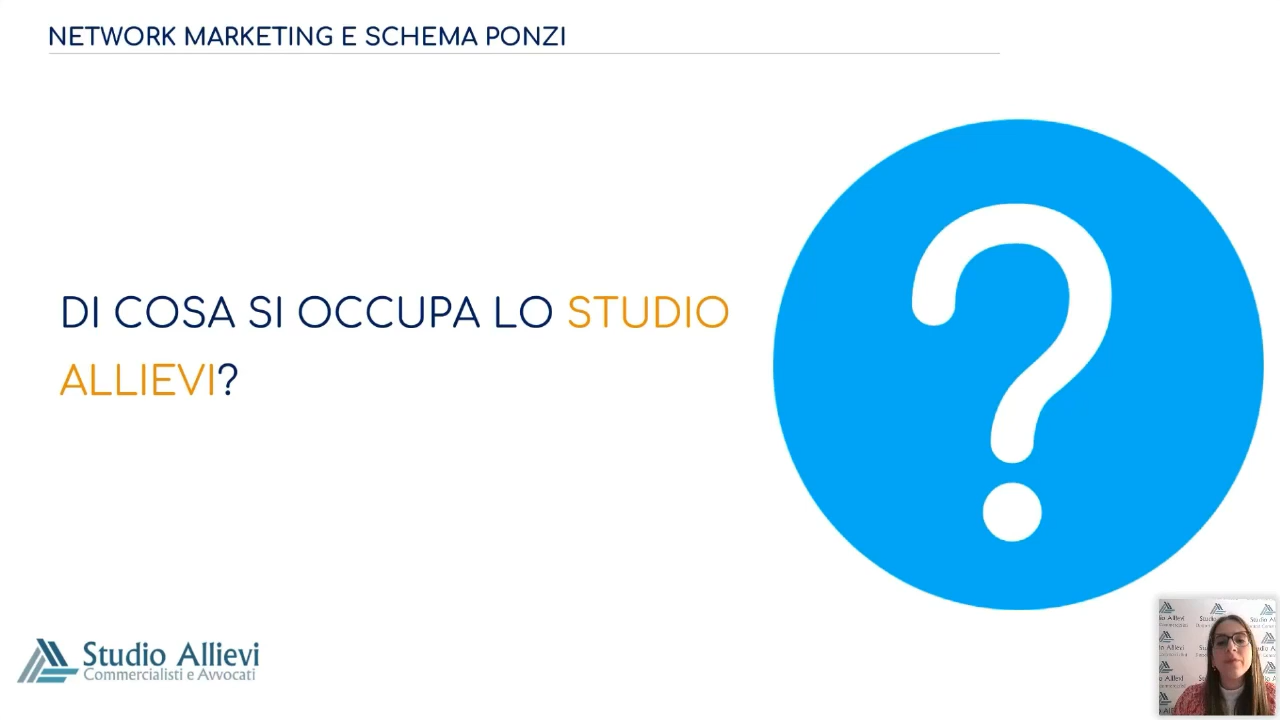 NETWORK MARKETING E SCHEMA PONZI
DI COSA SI OCCUPA LO STUDIO
ALLIEVI?
Studio Allievi
Commercialisti e Avvocati